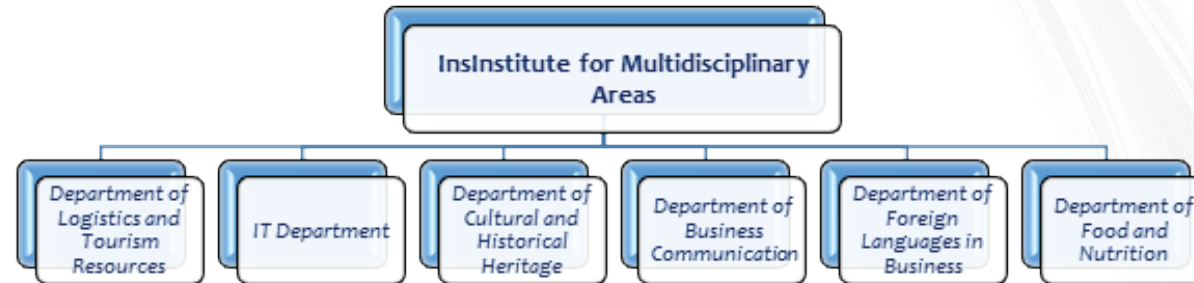 InsInstitute for Multidisciplinary
Areas
Department of
Logistics and
Tourism
Resources
IT Department
Department of
Cultural and
Historical
Heritage
Department of
Business
Communication
Department of
Foreign
Languages in
Business
Department of
Food and
Nutrition